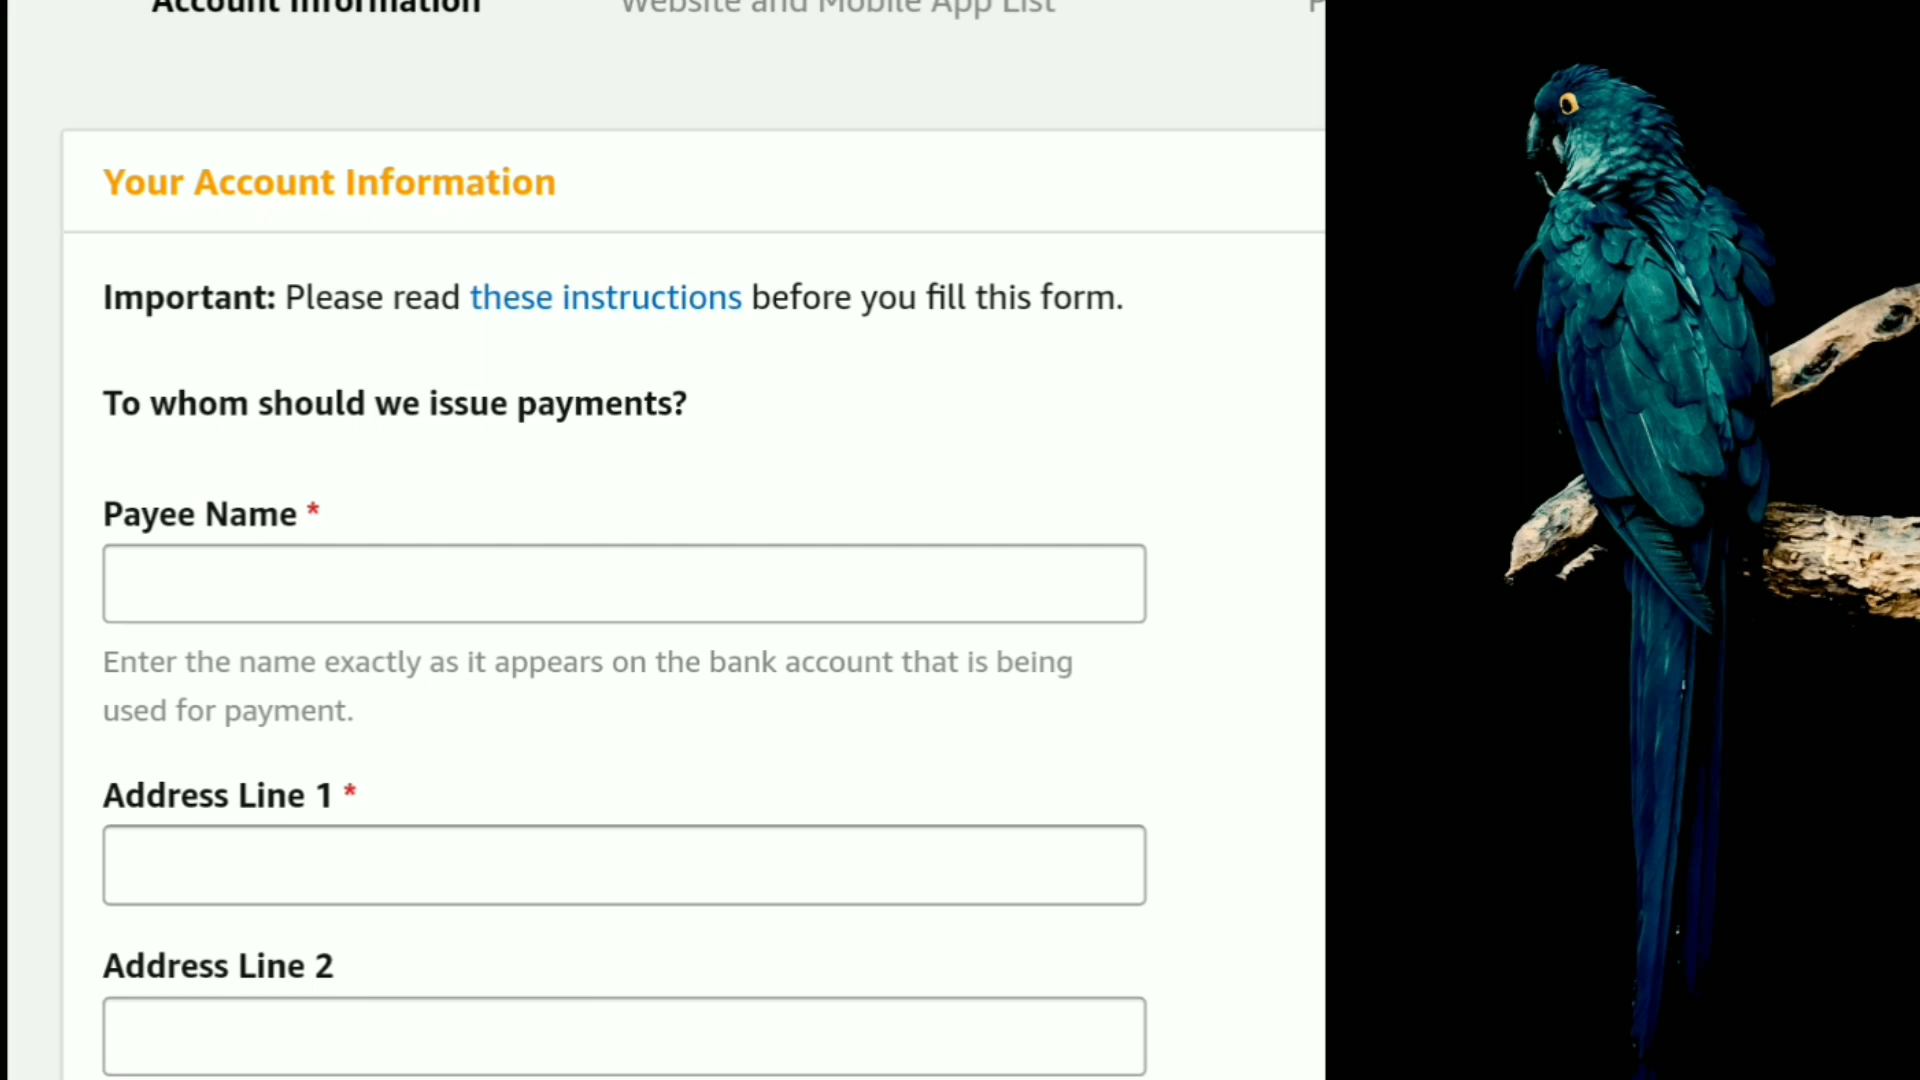 Account Information
Website and Mobile App List
Your Account Information
Important: Please read these instructions before you fill this form.
To whom should we issue payments?
Payee Name *
Enter the name exactly as it appears on the bank account that is being
used for payment.
Address Line 1 *
Address Line 2